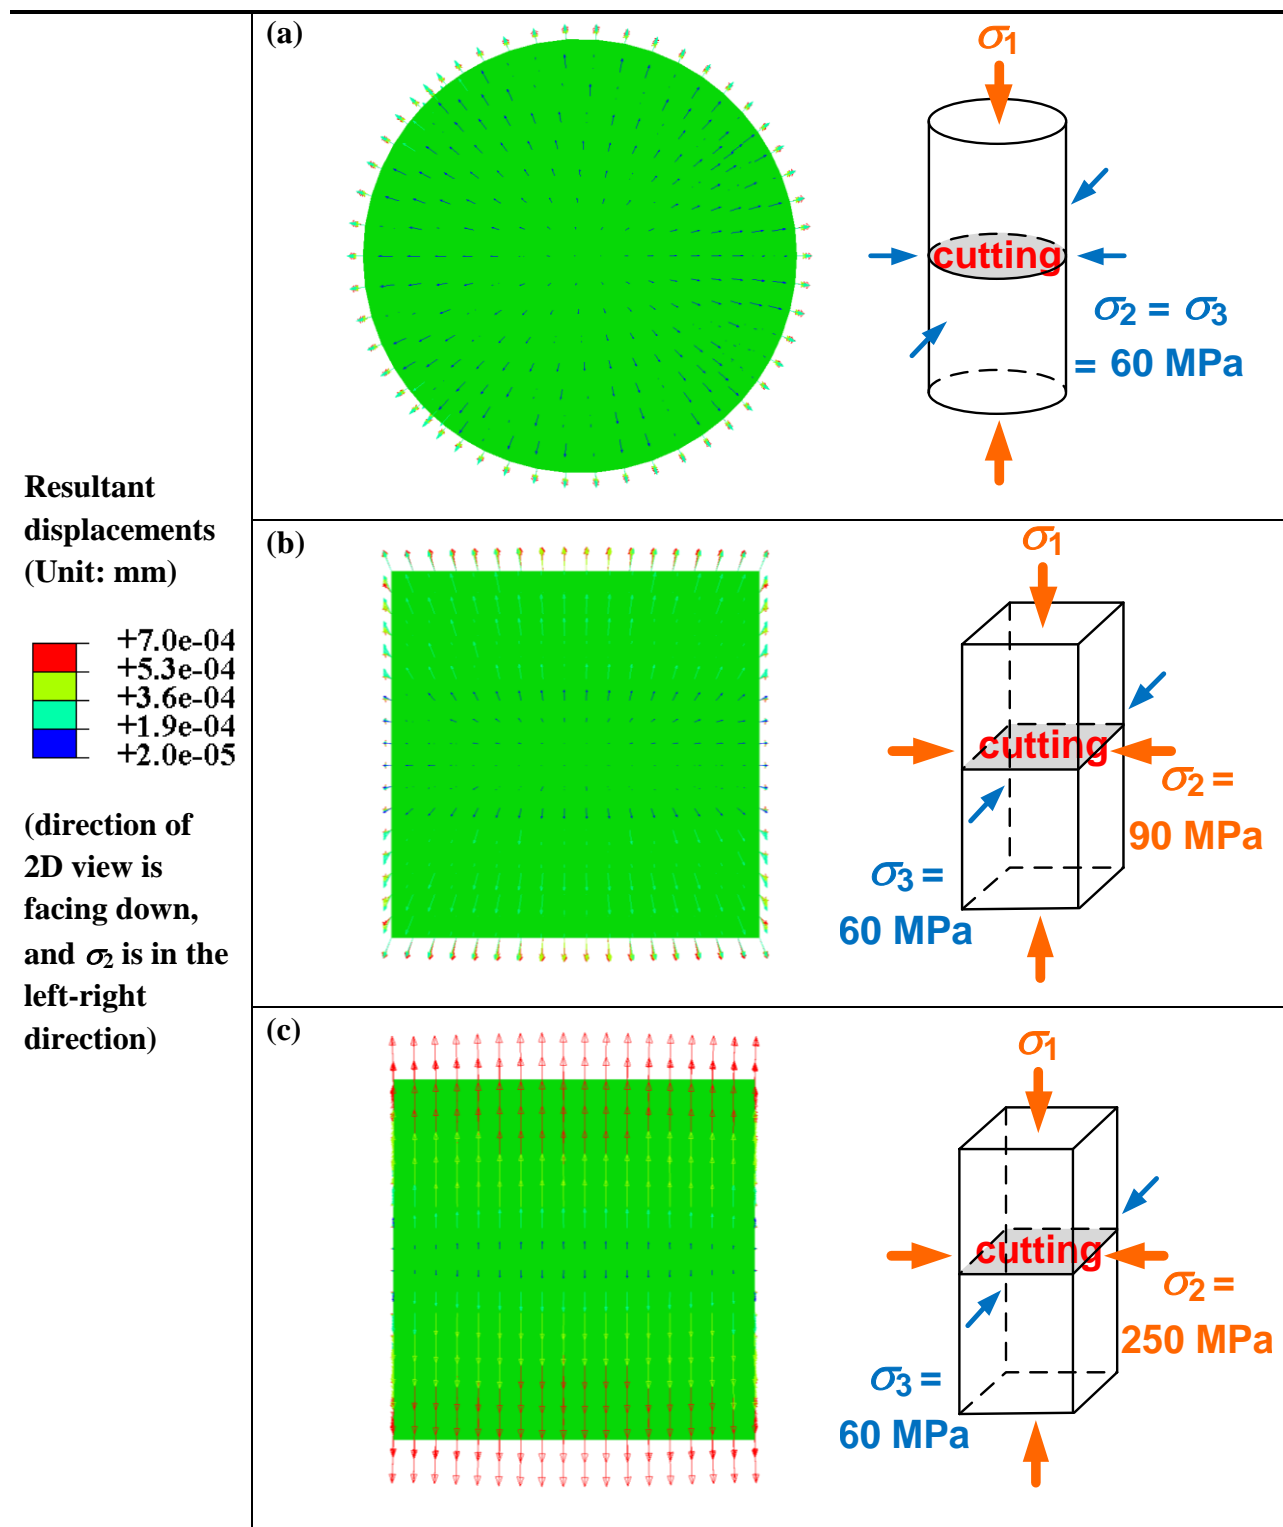 Resultant
displacements
(Unit: mm)
+7.0e-04
+5.3e-04
+3.6e-04
+1.9e-04
+2.0e-05
(direction of
2D view is
facing down,
and σ2 is in the
left-right
direction)
(a)
σ1
cutting
σ2 = σ3
= 60 MPa
(b)
σ1
cutting
σ2 =
90 MPa
σ3 =
60 MPa
(c)
σ1
cutting
σ2 =
250 MPa
σ3 =
60 MPa